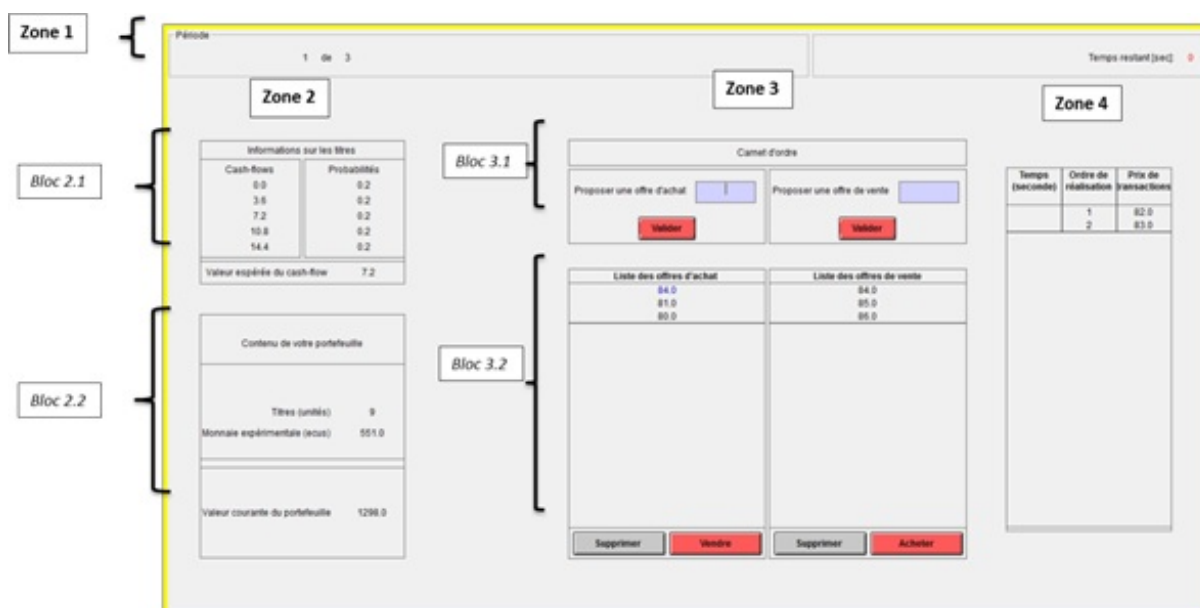 Zone 1
Période
1 de 3
Temps restant [sec] 0
Zone 2
Zone 3
Zone 4
Bloc 2.1
Informations sur les titres
Cash-flows Probabilités
0.0 0.2
3.6 0.2
7.2 0.2
10.8 0.2
14.4 0.2
Valeur espérée du cash-flow 7.2
Bloc 2.2
Contenu de votre portefeuille
Titres (unités) 9
Monnaie expérimentale (ecus) 551.0
Valeur courante du portefeuille 1298.0
Bloc 3.1
Carnet d'ordre
Proposer une offre d'achat
Proposer une offre de vente
Valider
Valider
Bloc 3.2
Liste des offres d'achat Liste des offres de vente
84.0 84.0
81.0 85.0
80.0 86.0
Supprimer Vendre Supprimer Acheter
Temps Ordre de Prix de
(seconde) réalisation transactions
1 82.0
2 83.0